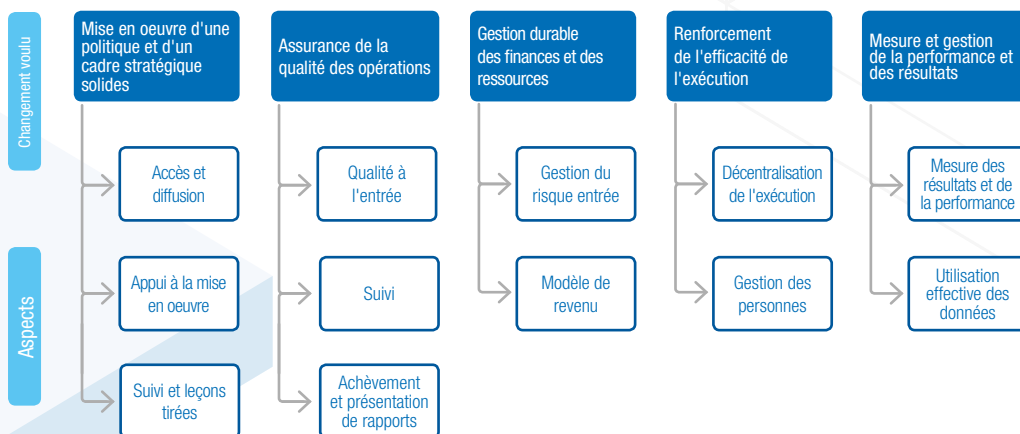 Changement voulu
Mise en oeuvre d'une
politique et d'un
cadre stratégique
solides
Assurance de la
qualité des opérations
Gestion durable
des finances et des
ressources
Renforcement
de l'efficacité de
l'exécution
Mesure et gestion
de la performance et
des résultats
Aspects
Accès et
diffusion
Qualité à
l'entrée
Gestion du
risque entrée
Décentralisation
de l'exécution
Mesure des
résultats et de
la performance
Appui à la mise
en oeuvre
Suivi
Modèle de
revenu
Gestion des
personnes
Utilisation
effective des
données
Suivi et leçons
tirées
Achèvement
et présentation
de rapports